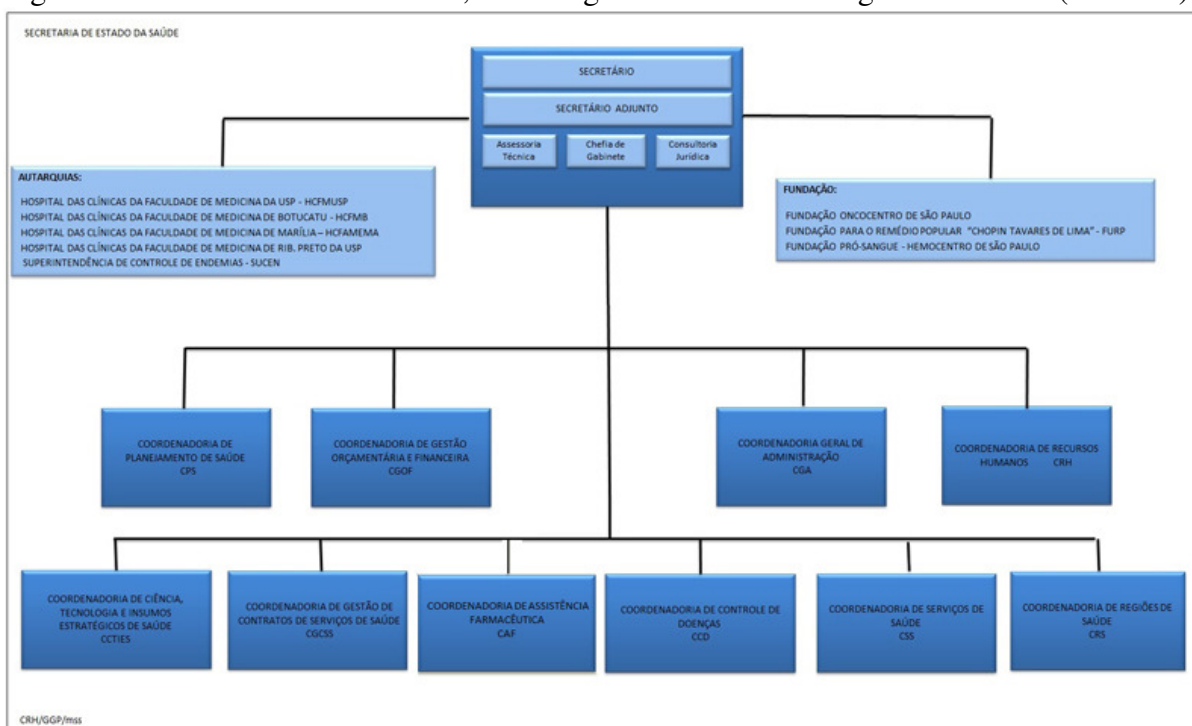 SECRETARIA DE ESTADO DA SAÚDE
SECRETÁRIO
SECRETÁRIO ADJUNTO
Assessoria
Técnica
Chefia de
Gabinete
Consultoria
Jurídica
AUTARQUIAS:
HOSPITAL DAS CLÍNICAS DA FACULDADE DE MEDICINA DA USP - HCFMUSP
HOSPITAL DAS CLÍNICAS DA FACULDADE DE MEDICINA DE BOTUCATU - HCFMB
HOSPITAL DAS CLÍNICAS DA FACULDADE DE MEDICINA DE MARÍLIA – HCFAMEMA
HOSPITAL DAS CLÍNICAS DA FACULDADE DE MEDICINA DE RIB. PRETO DA USP
SUPERINTENDÊNCIA DE CONTROLE DE ENDEMIAS - SUCEN
FUNDAÇÃO:
FUNDAÇÃO ONCOCENTRO DE SÃO PAULO
FUNDAÇÃO PARA O REMÉDIO POPULAR "CHOPIN TAVARES DE LIMA" - FURP
FUNDAÇÃO PRÓ-SANGUE - HEMOCENTRO DE SÃO PAULO
COORDENADORIA DE
PLANEJAMENTO DE SAÚDE
CPS
COORDENADORIA DE GESTÃO
ORÇAMENTÁRIA E FINANCEIRA
CGOF
COORDENADORIA GERAL DE
ADMINISTRAÇÃO
CGA
COORDENADORIA DE RECURSOS
HUMANOS CRH
COORDENADORIA DE CIÊNCIA,
TECNOLOGIA E INSUMOS
ESTRATÉGICOS DE SAÚDE
CCTIES
COORDENADORIA DE GESTÃO DE
CONTRATOS DE SERVIÇOS DE SAÚDE
CGCSS
COORDENADORIA DE ASSISTÊNCIA
FARMACÊUTICA
CAF
COORDENADORIA DE CONTROLE DE
DOENÇAS
CCD
COORDENADORIA DE SERVIÇOS DE
SAÚDE
CSS
COORDENADORIA DE REGIÕES DE
SAÚDE
CRS
CRH/GGP/mss